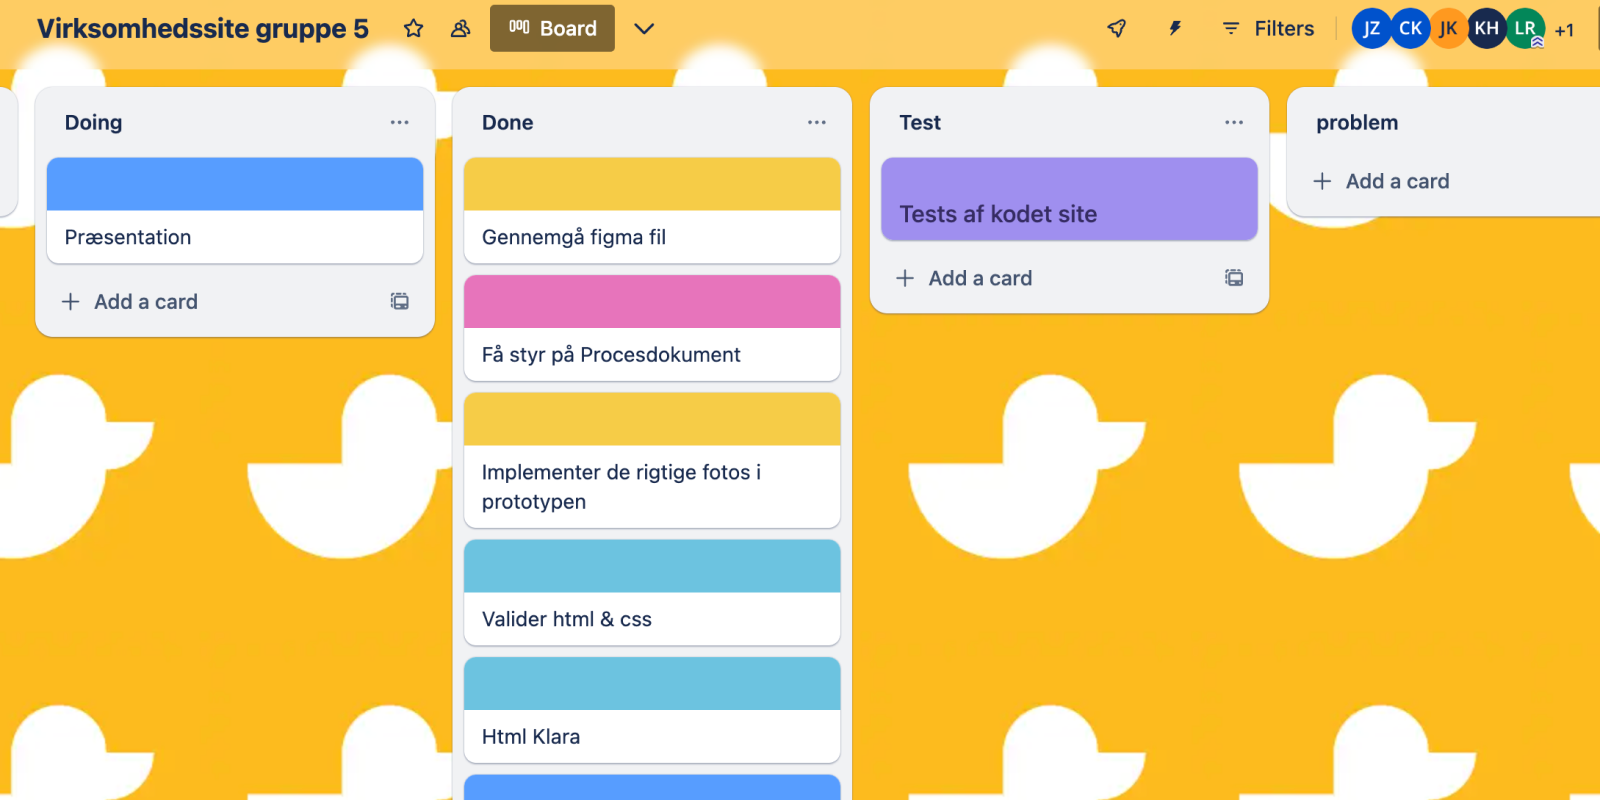 Virksomhedssite gruppe 5
Board
Filters
JZ CK JK KH LR +1
Doing
Præsentation
Add a card
Done
Gennemgå figma fil
Få styr på Procesdokument
Implementer de rigtige fotos i
prototypen
Valider html & css
Html Klara
Test
Tests af kodet site
Add a card
problem
Add a card